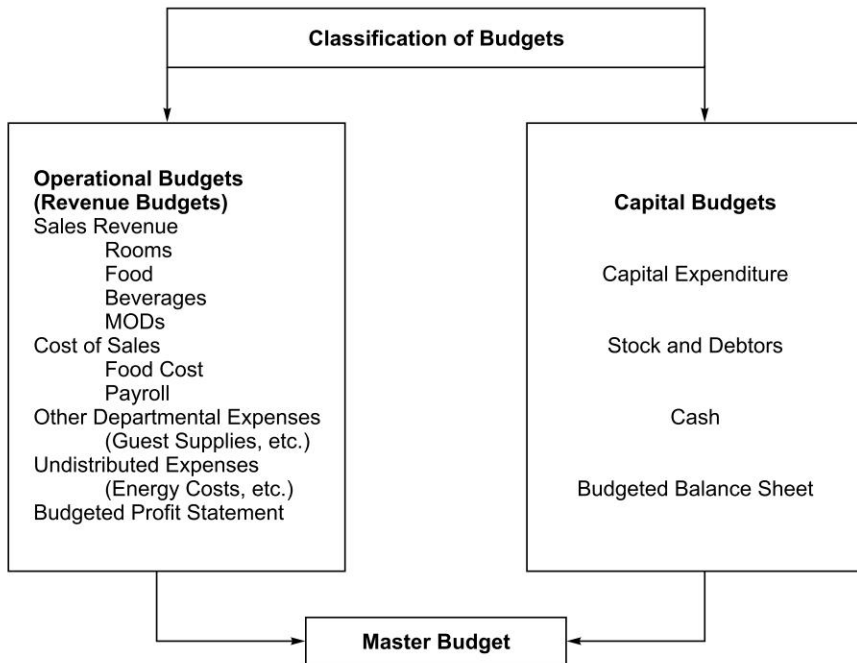 Classification of Budgets
Operational Budgets
(Revenue Budgets)
Sales Revenue
Rooms
Food
Beverages
MODs
Cost of Sales
Food Cost
Payroll
Other Departmental Expenses
(Guest Supplies, etc.)
Undistributed Expenses
(Energy Costs, etc.)
Budgeted Profit Statement
Capital Budgets
Capital Expenditure
Stock and Debtors
Cash
Budgeted Balance Sheet
Master Budget